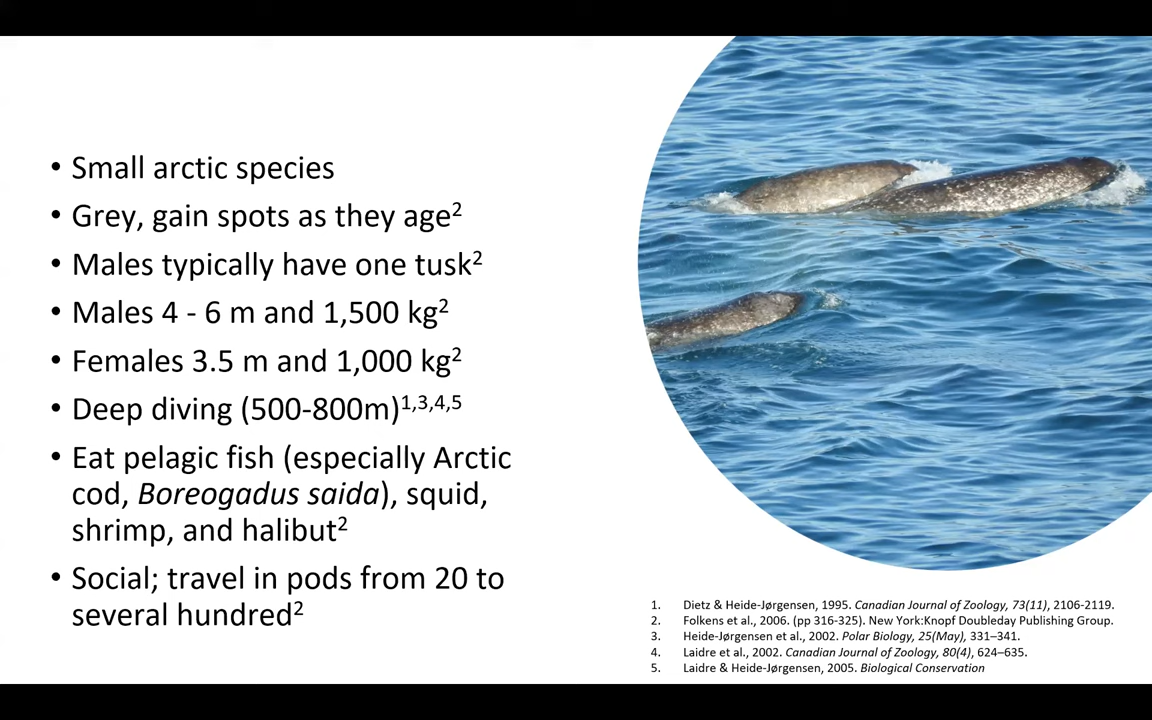 • Small arctic species
• Grey, gain spots as they age²
• Males typically have one tusk²
• Males 4 - 6 m and 1,500 kg²
• Females 3.5 m and 1,000 kg²
• Deep diving (500-800m)¹,³,⁴,⁵
• Eat pelagic fish (especially Arctic
cod, Boreogadus saida), squid,
shrimp, and halibut²
• Social; travel in pods from 20 to
several hundred²
1. Dietz & Heide-Jørgensen, 1995. Canadian Journal of Zoology, 73(11), 2106-2119.
2. Folkens et al., 2006. (pp 316-325). New York:Knopf Doubleday Publishing Group.
3. Heide-Jørgensen et al., 2002. Polar Biology, 25(May), 331–341.
4. Laidre et al., 2002. Canadian Journal of Zoology, 80(4), 624–635.
5. Laidre & Heide-Jørgensen, 2005. Biological Conservation